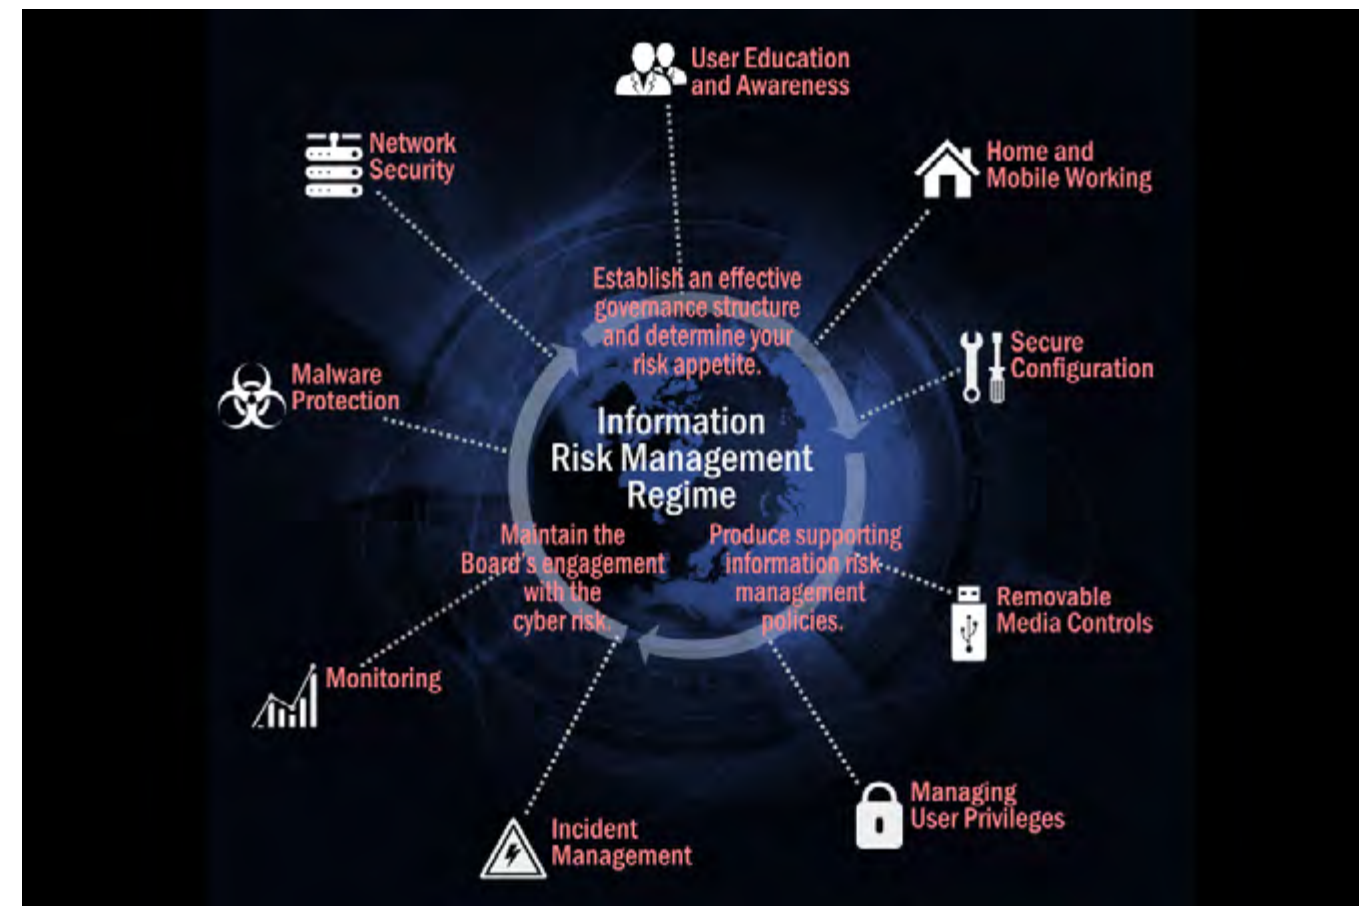 User Education
and Awareness
Network
Security
Home and
Mobile Working
Establish an effective
governance structure
and determine your
risk appetite.
Secure
Configuration
Malware
Protection
Information
Risk Management
Regime
Maintain the
Board's engagement
with the
cyber risk.
Produce supporting
information risk
management
policies.
Removable
Media Controls
Monitoring
Managing
User Privileges
Incident
Management